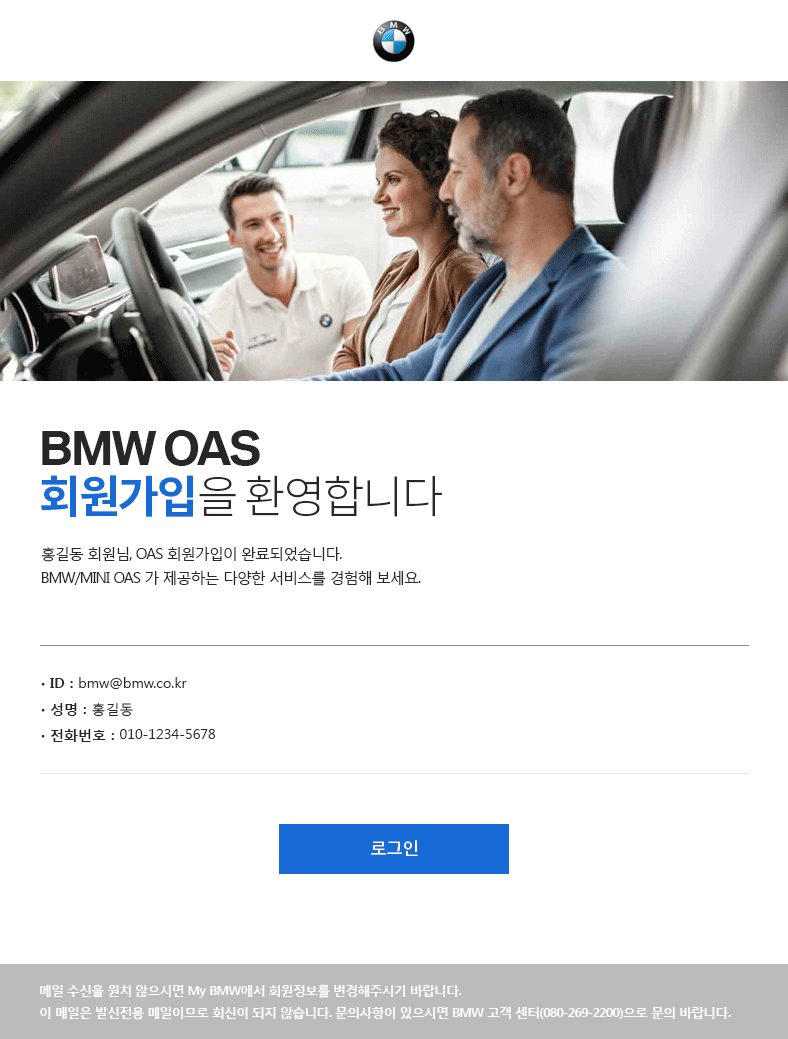 BMW
BMW OAS
회원가입을 환영합니다
홍길동 회원님, OAS 회원가입이 완료되었습니다.
BMW/MINI OAS 가 제공하는 다양한 서비스를 경험해 보세요.
· ID : bmw@bmw.co.kr
· 성명 : 홍길동
· 전화번호 : 010-1234-5678
로그인
메일 수신을 원치 않으시면 My BMW에서 회원정보를 변경해주시기 바랍니다.
이 메일은 발신전용 메일이므로 회신이 되지 않습니다. 문의사항이 있으시면 BMW 고객 센터(080-269-2200)으로 문의 바랍니다.